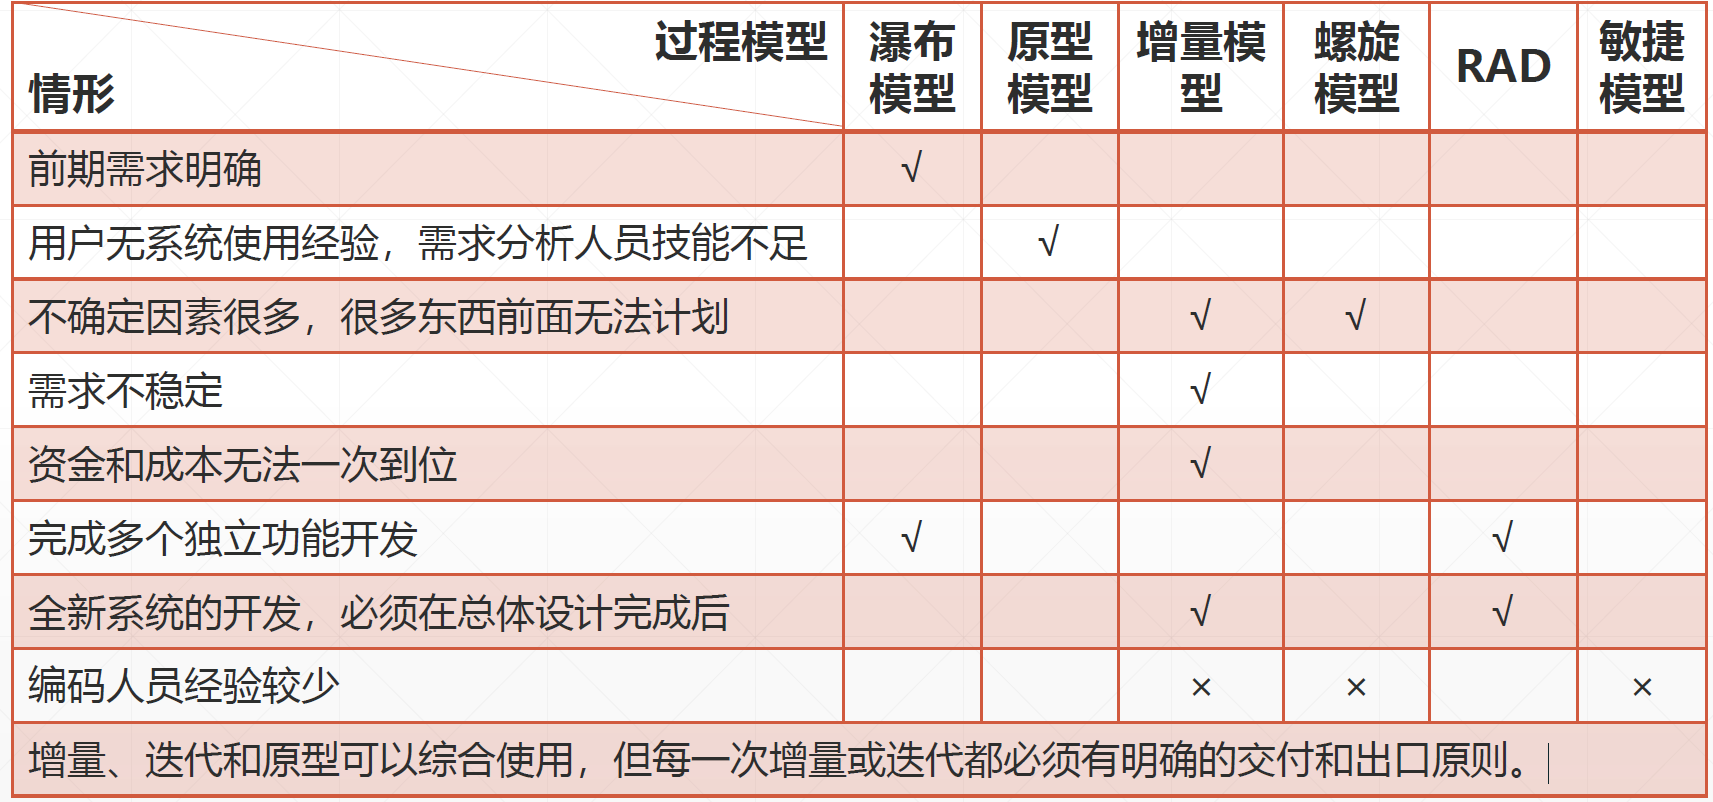 过程模型
情形
瀑布
模型
原型
模型
增量模
型
螺旋
模型
RAD
敏捷
模型
前期需求明确 √
用户无系统使用经验，需求分析人员技能不足 √
不确定因素很多，很多东西前面无法计划 √ √
需求不稳定 √
资金和成本无法一次到位 √
完成多个独立功能开发 √ √
全新系统的开发，必须在总体设计完成后 √ √
编码人员经验较少 × × ×
增量、迭代和原型可以综合使用，但每一次增量或迭代都必须有明确的交付和出口原则。